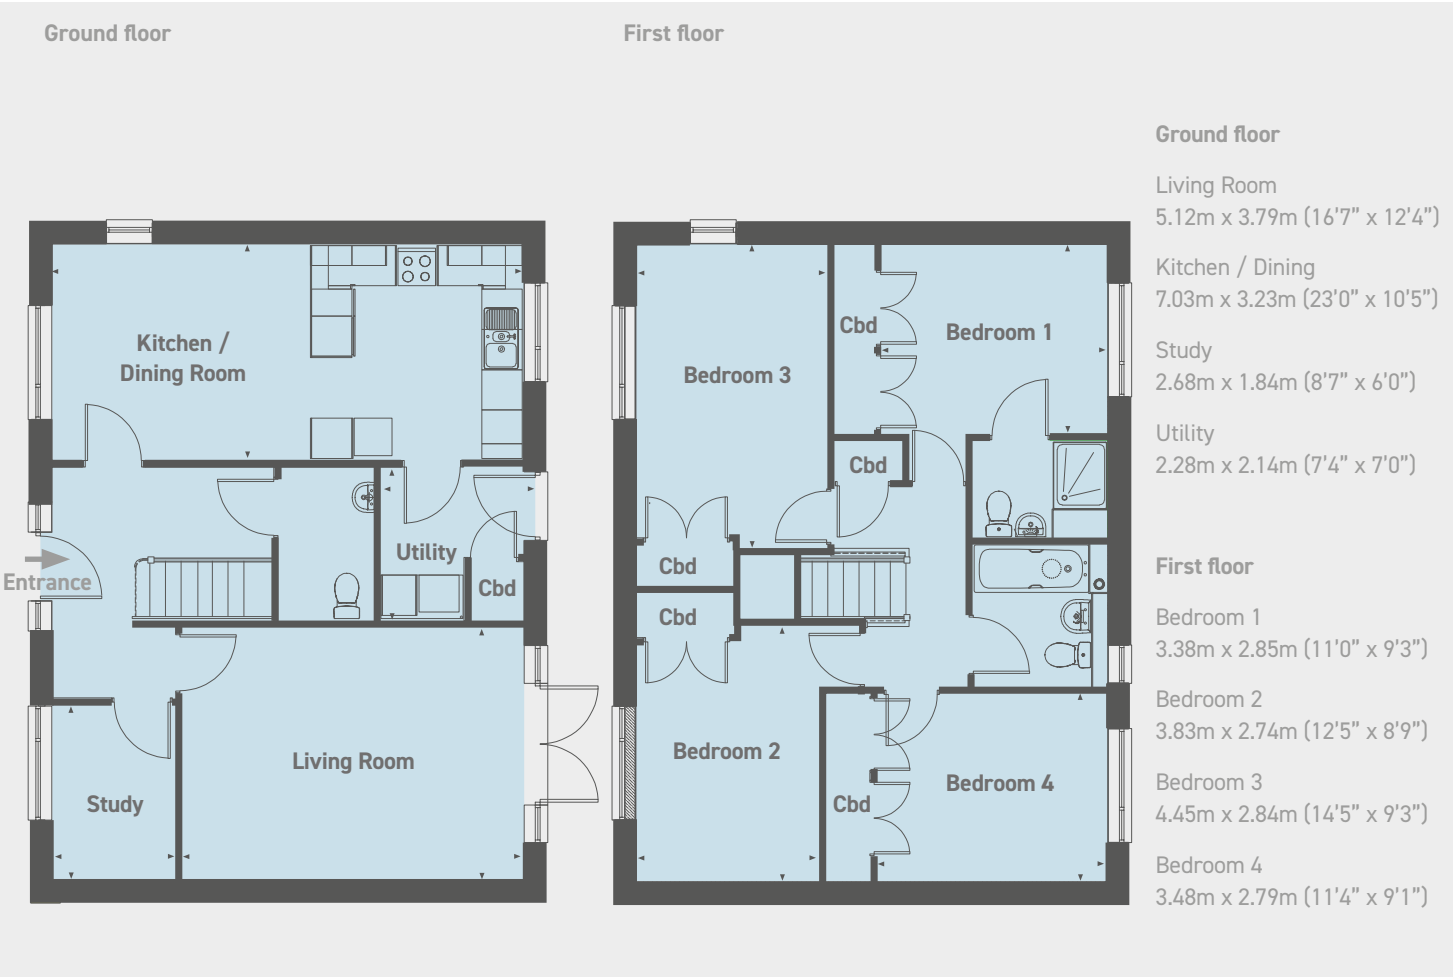 Ground floor
First floor
Kitchen /
Dining Room
Entrance
Utility
Cbd
Living Room
Study
Cbd
Bedroom 1
Bedroom 3
Cbd
Cbd
Cbd
Bedroom 2
Bedroom 4
Cbd
Ground floor
Living Room
5.12m x 3.79m (16'7” x 12'4”)
Kitchen / Dining
7.03m x 3.23m (23'0” x 10'5”)
Study
2.68m x 1.84m (8'7” x 6'0”)
Utility
2.28m x 2.14m (7'4” x 7'0”)
First floor
Bedroom 1
3.38m x 2.85m (11'0” x 9'3”)
Bedroom 2
3.83m x 2.74m (12'5” x 8'9”)
Bedroom 3
4.45m x 2.84m (14'5” x 9'3”)
Bedroom 4
3.48m x 2.79m (11'4” x 9'1”)